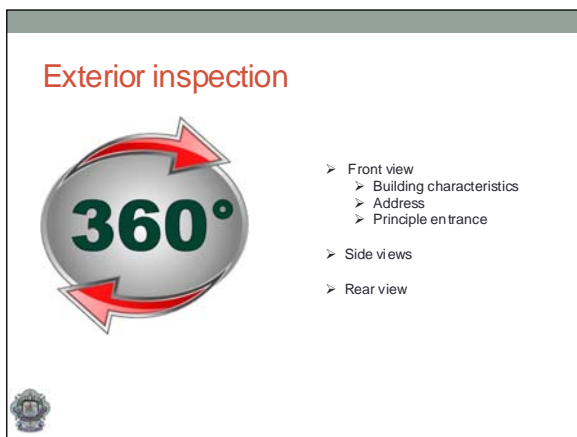 Exterior inspection
360°
➢ Front view
➢ Building characteristics
➢ Address
➢ Principle entrance
➢ Side views
➢ Rear view